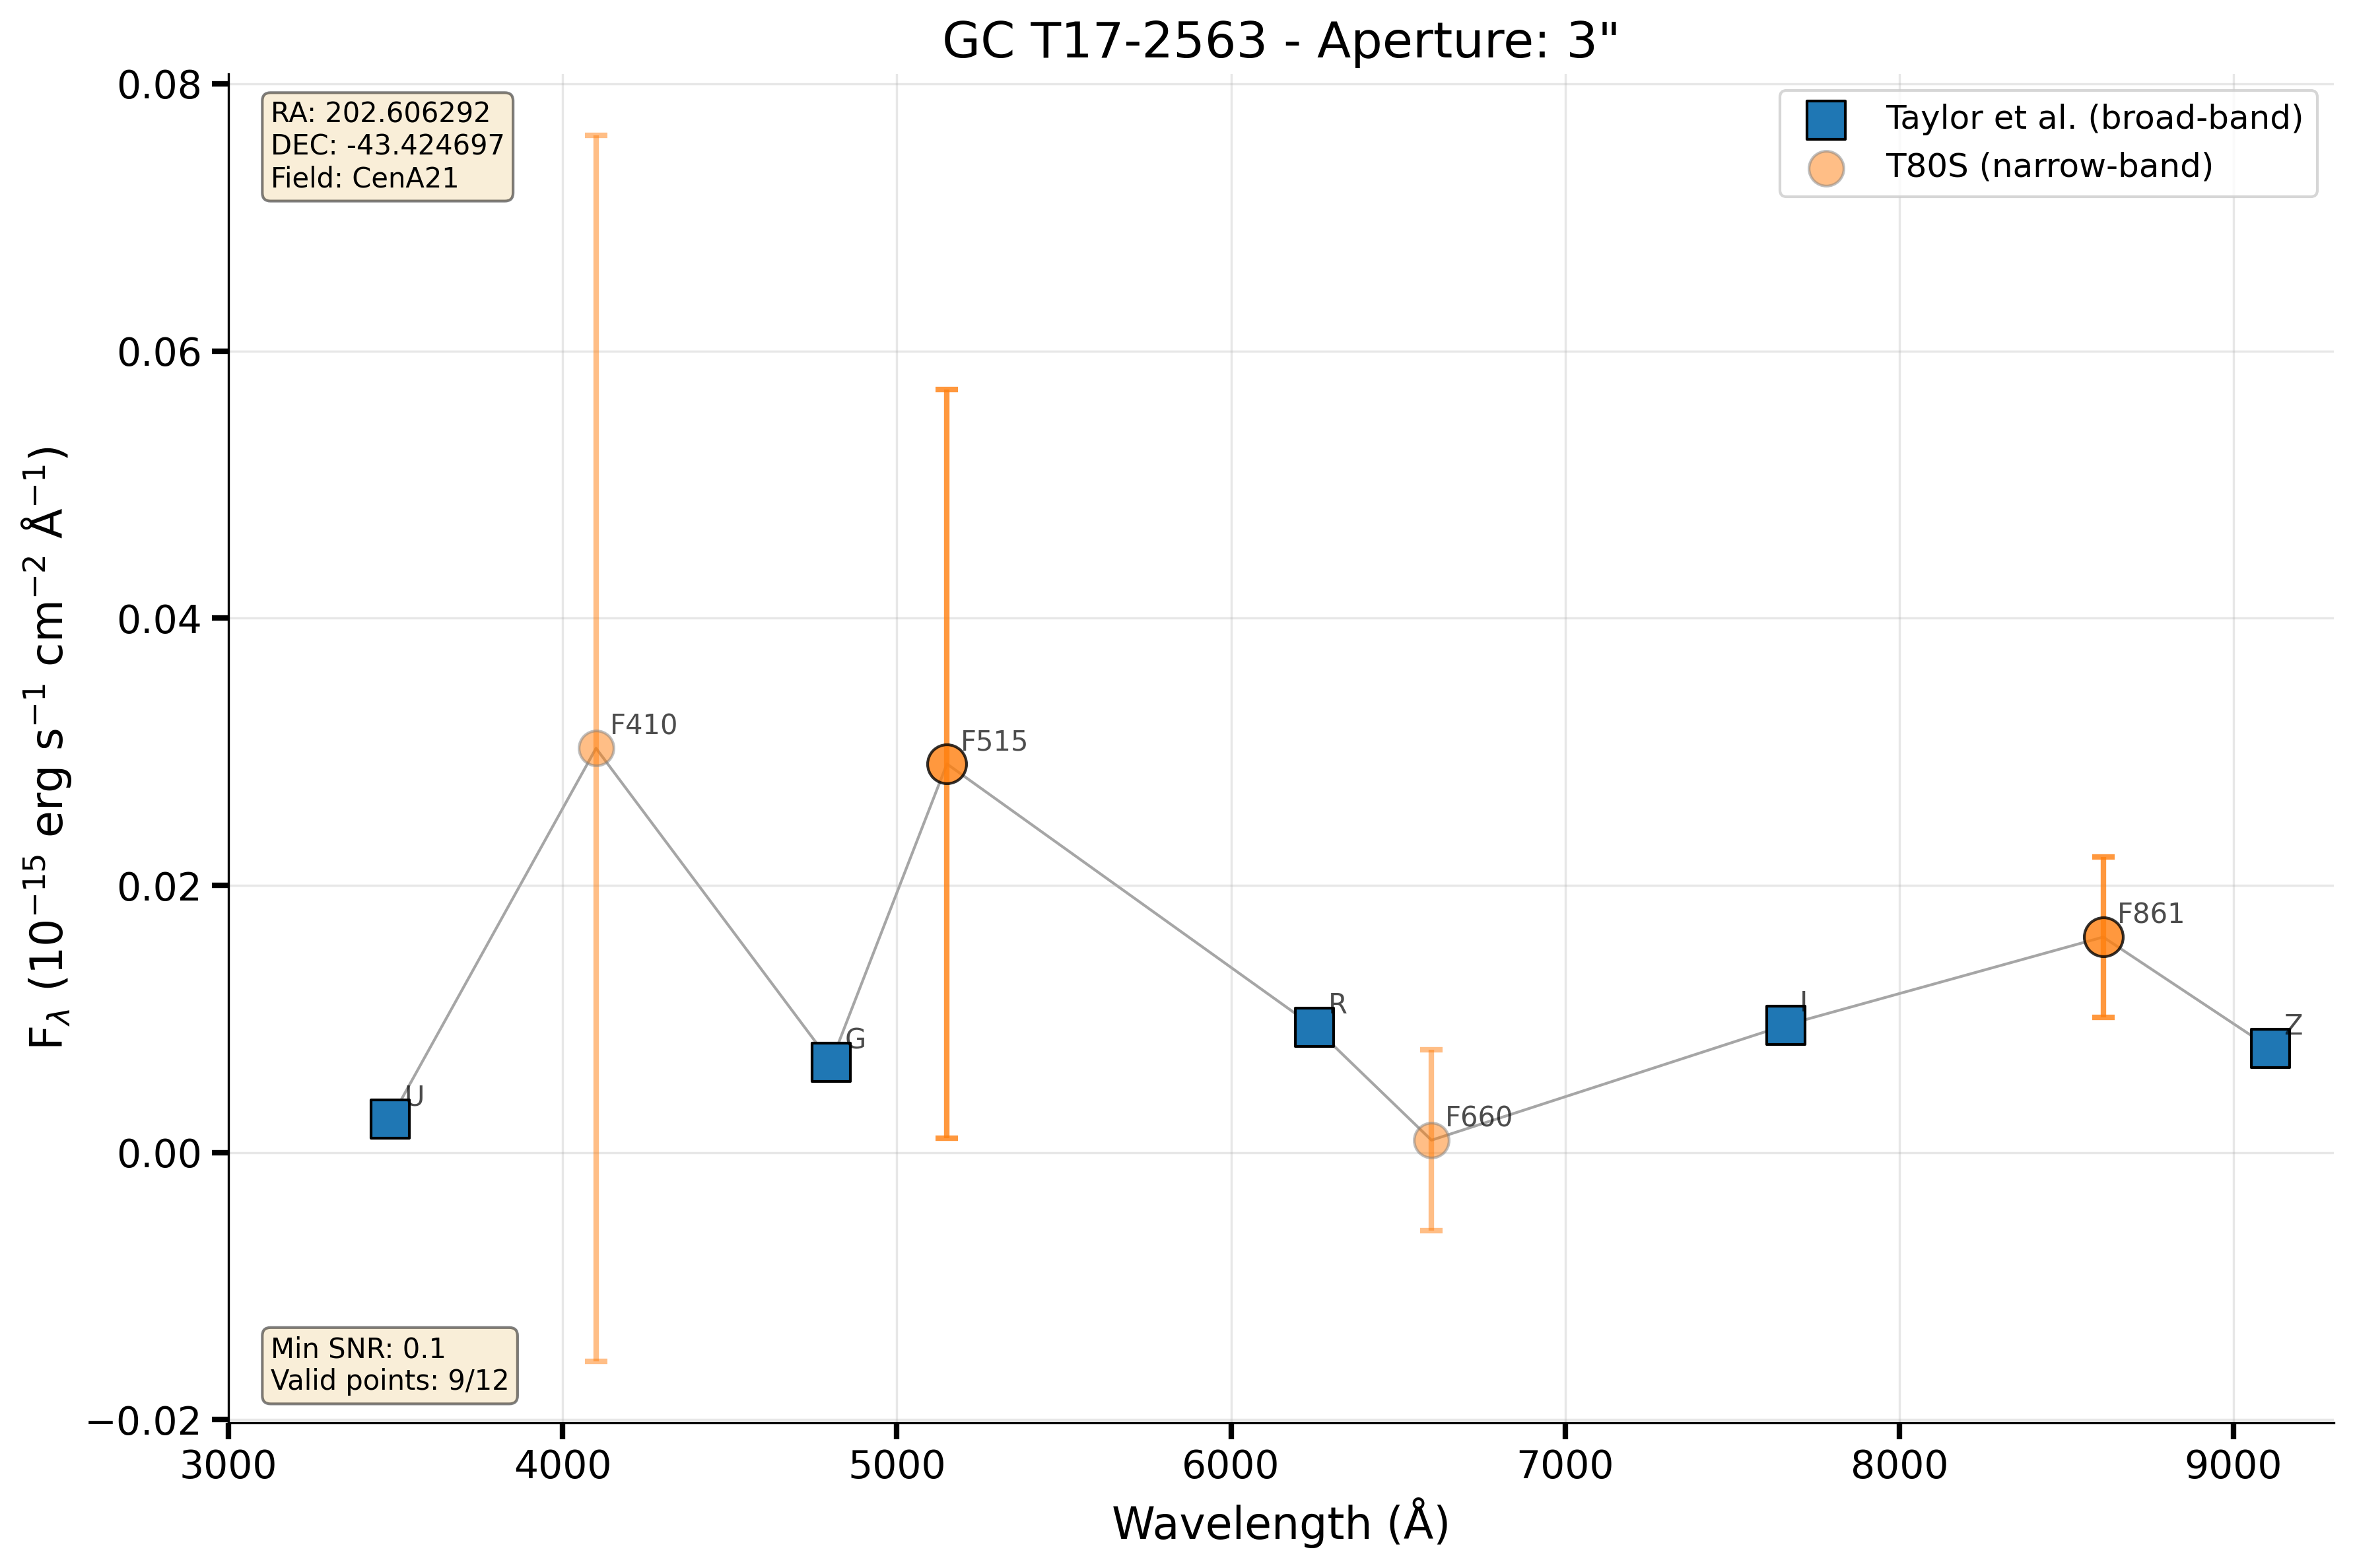 GC T17-2563 - Aperture: 3"
RA: 202.606292
DEC: -43.424697
Field: CenA21
Taylor et al. (broad-band)
T80S (narrow-band)
F_λ (10⁻¹⁵ erg s⁻¹ cm⁻² Å⁻¹)
0.08
0.06
0.04
0.02
0.00
−0.02
U
F410
G
F515
R
F660
I
F861
Z
Min SNR: 0.1
Valid points: 9/12
3000 4000 5000 6000 7000 8000 9000
Wavelength (Å)